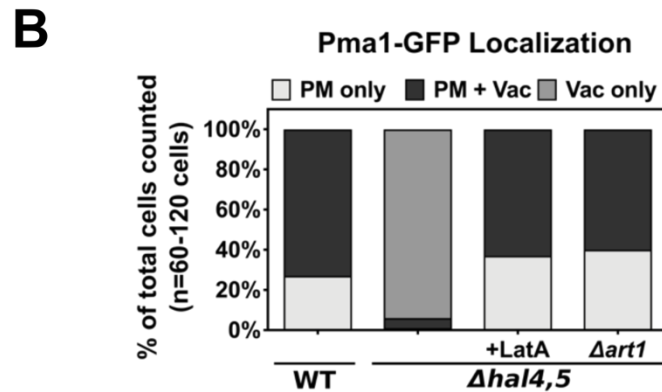 B
Pma1-GFP Localization
PM only PM + Vac Vac only
% of total cells counted
(n=60-120 cells)
100%
80%
60%
40%
20%
0%
+LatA Δart1
WT Δhal4,5